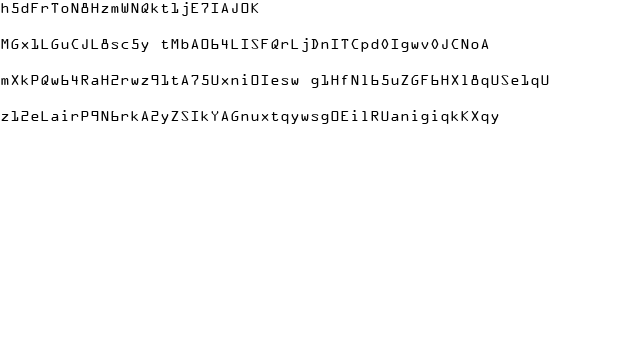 h5dFrToN8HzmWNQkt1jE7IAJOK
MGx1LGuCJL8sc5y tMbAO64LISFQrLjDnITCpd0Igwv0JCNoA
mXkPQw64RaH2rwz91tA75UxniOIesw g1HfN165uZGF6HX18qUSe1qU
z12eLairP9N6rkA2yZSIkYAGnuxtqywsgOEi1RUanigiqkKXqy